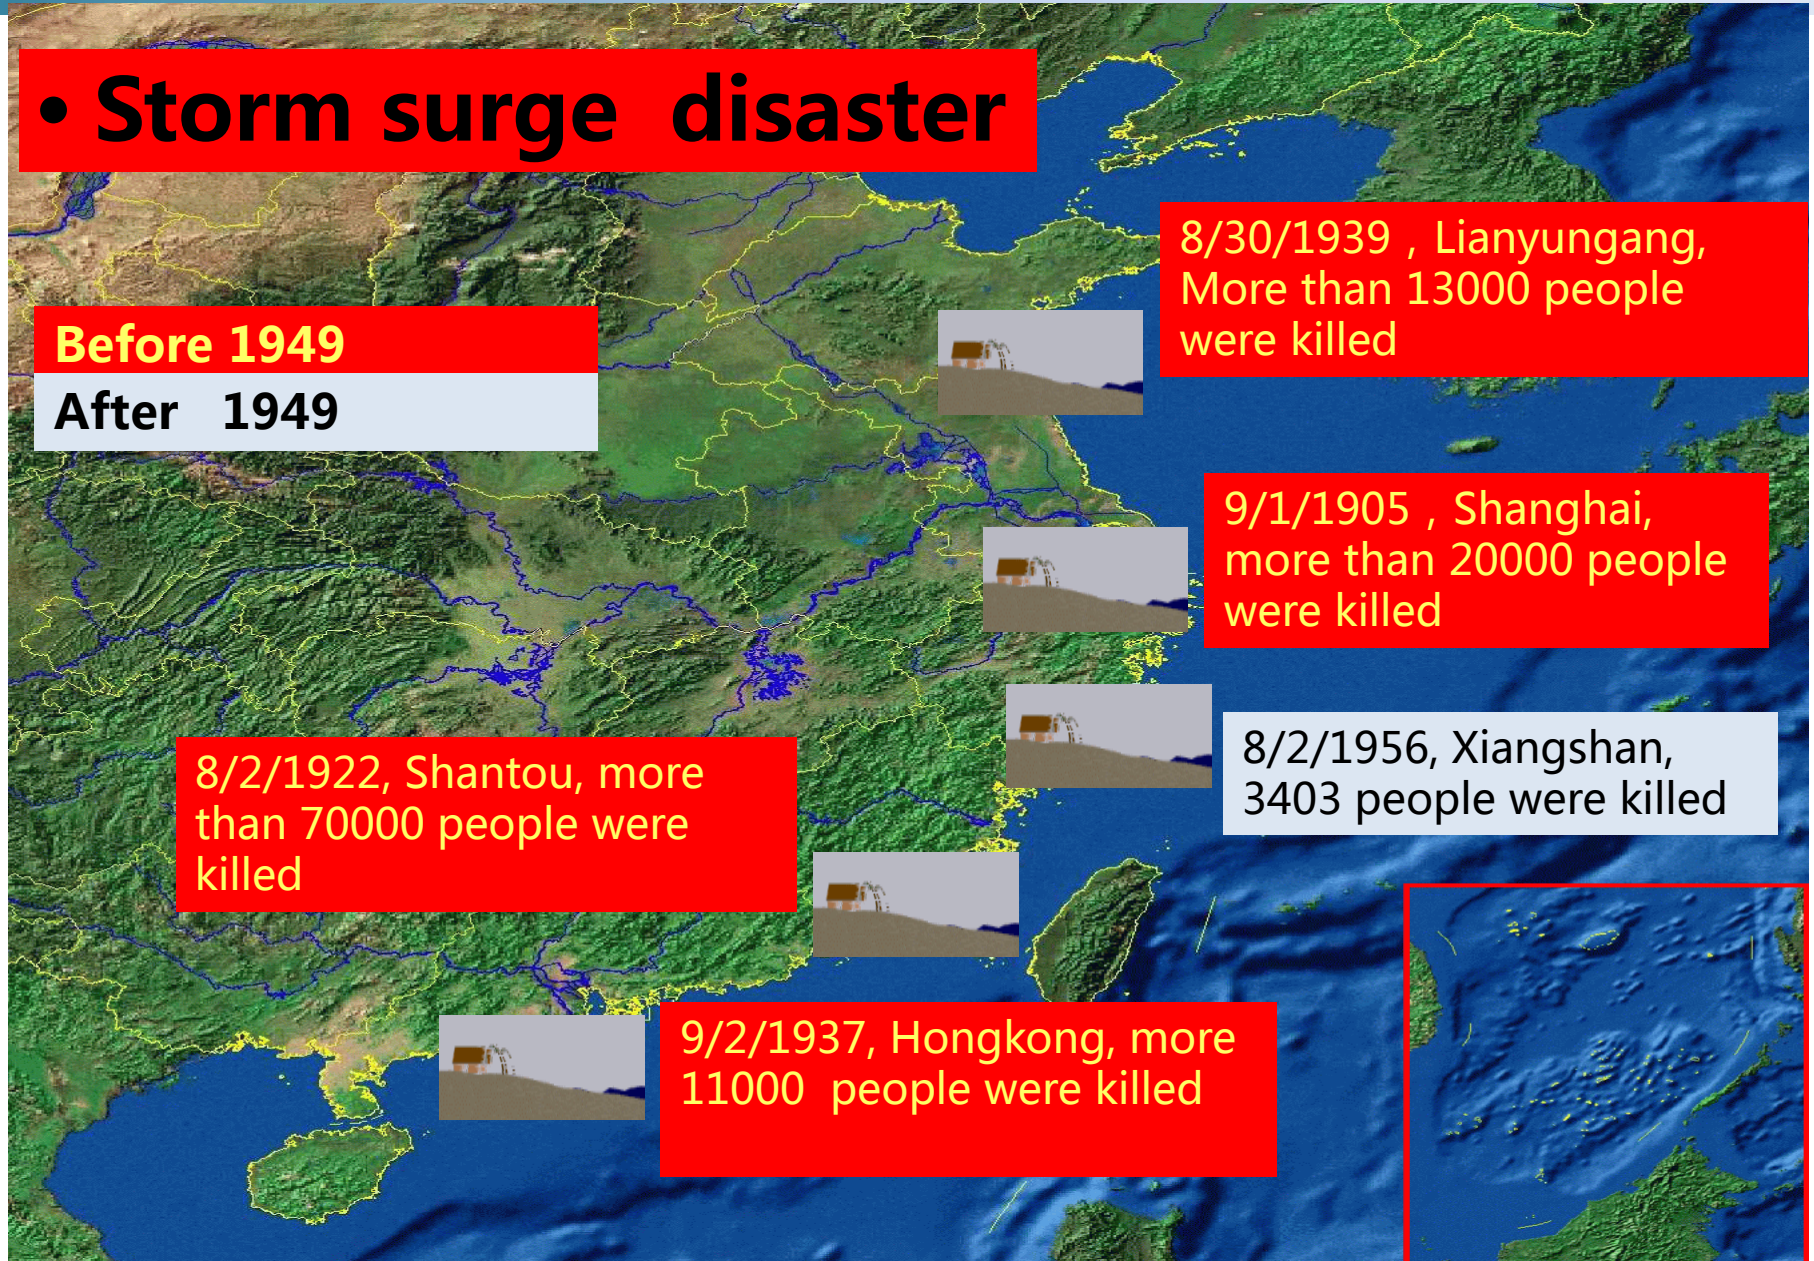 • Storm surge disaster
8/30/1939 , Lianyungang,
More than 13000 people
were killed
Before 1949
After 1949
9/1/1905 , Shanghai,
more than 20000 people
were killed
8/2/1956, Xiangshan,
3403 people were killed
8/2/1922, Shantou, more
than 70000 people were
killed
9/2/1937, Hongkong, more
11000 people were killed